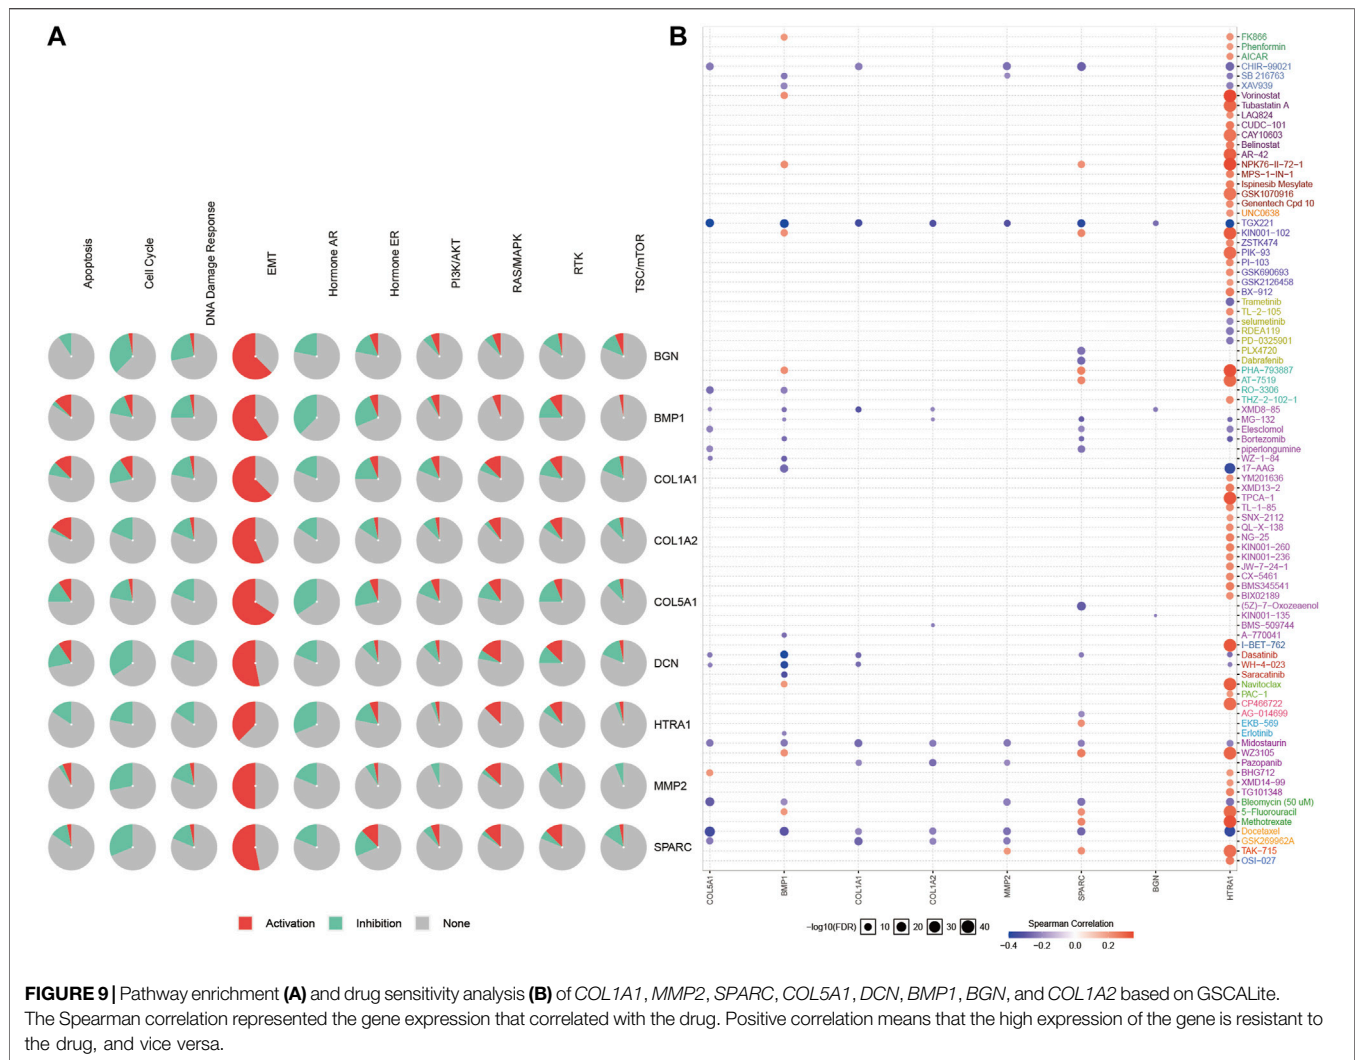 A
B
Apoptosis
Cell Cycle
DNA Damage Response
EMT
Hormone AR
Hormone ER
PI3K/AKT
RAS/MAPK
RTK
TSC/mTOR
BGN
BMP1
COL1A1
COL1A2
COL5A1
DCN
HTRA1
MMP2
SPARC
Activation
Inhibition
None
FK866
Phenformin
AICAR
CHIR-99021
SB 216763
XAV939
Vorinostat
Tubastatin A
LAQ824
CUDC-101
CAY10603
Belinostat
AR-42
NPK76-II-72-1
MPS-1-IN-1
Ispinesib Mesylate
GSK1070916
Genentech Cpd 10
UNC0638
TGX221
KIN001-102
ZSTK474
PIK-93
PI-103
GSK690693
GSK2126458
BX-912
Trametinib
TL-2-105
selumetinib
RDEA119
PD-0325901
PLX4720
Dabrafenib
PHA-793887
AT-7519
RO-3306
THZ-2-102-1
XMD8-85
MG-132
Elesclomol
Bortezomib
piperlongumine
WZ-1-84
17-AAG
YM201636
XMD13-2
TPCA-1
TL-1-85
SNX-2112
QL-X-138
NG-25
KIN001-260
KIN001-236
JW-7-24-1
CX-5461
BMS345541
BIX02189
(5Z)-7-Oxozeaenol
KIN001-135
BMS-509744
A-770041
I-BET-762
Dasatinib
WH-4-023
Saracatinib
Navitoclax
PAC-1
CP466722
AG-014699
EKB-569
Erlotinib
Midostaurin
WZ3105
Pazopanib
BHG712
XMD14-99
TG101348
Bleomycin (50 uM)
5-Fluorouracil
Methotrexate
Docetaxel
GSK269962A
TAK-715
OSI-027
COL5A1
BMP1
COL1A1
COL1A2
MMP2
SPARC
BGN
HTRA1
-log10(FDR) 10 20 30 40
Spearman Correlation
-0.4 -0.2 0.0 0.2
FIGURE 9 | Pathway enrichment (A) and drug sensitivity analysis (B) of COL1A1, MMP2, SPARC, COL5A1, DCN, BMP1, BGN, and COL1A2 based on GSCALite.
The Spearman correlation represented the gene expression that correlated with the drug. Positive correlation means that the high expression of the gene is resistant to
the drug, and vice versa.